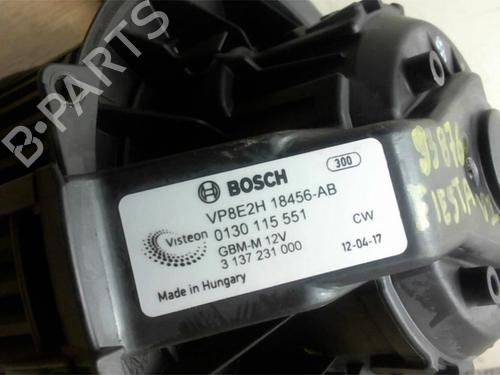 B-PARTS
300
BOSCH
VP8E2H 18456-AB
Visteon
0130 115 551
CW
GBM-M 12V
3 137 231 000
12-04-17
Made in Hungary
FIESTA